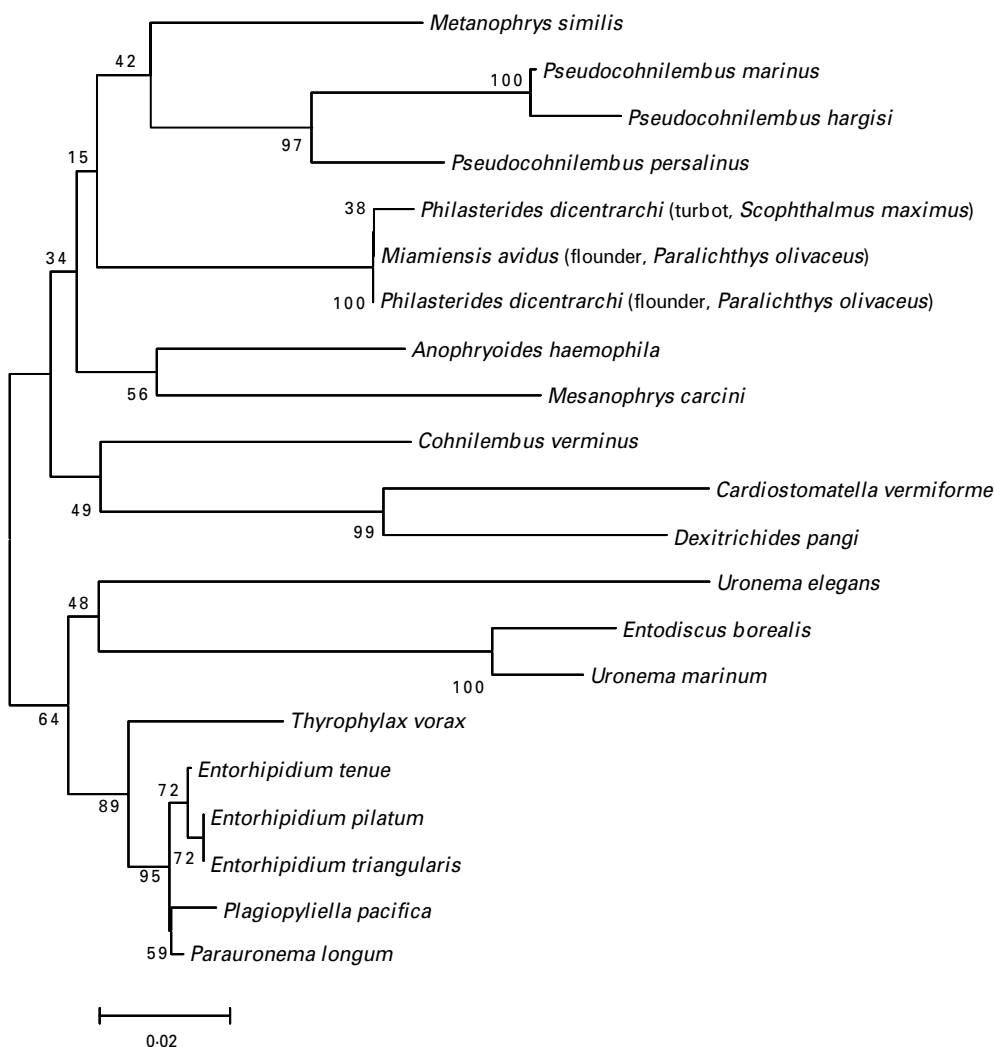 Metanophrys similis
42
Pseudocohnilembus marinus
100
Pseudocohnilembus hargisi
97
Pseudocohnilembus persalinus
15
38
Philasterides dicentrarchi (turbot, Scophthalmus maximus)
34
Miamiensis avidus (flounder, Paralichthys olivaceus)
100
Philasterides dicentrarchi (flounder, Paralichthys olivaceus)
Anophryoides haemophila
56
Mesanophrys carcini
Cohnilembus verminus
49
Cardiostomatella vermiforme
99
Dexitrichides pangi
Uronema elegans
48
Entodiscus borealis
100
Uronema marinum
64
Thyrophylax vorax
Entorhipidium tenue
72
89
Entorhipidium pilatum
72
Entorhipidium triangularis
95
Plagiopyliella pacifica
59
Parauronema longum
0·02